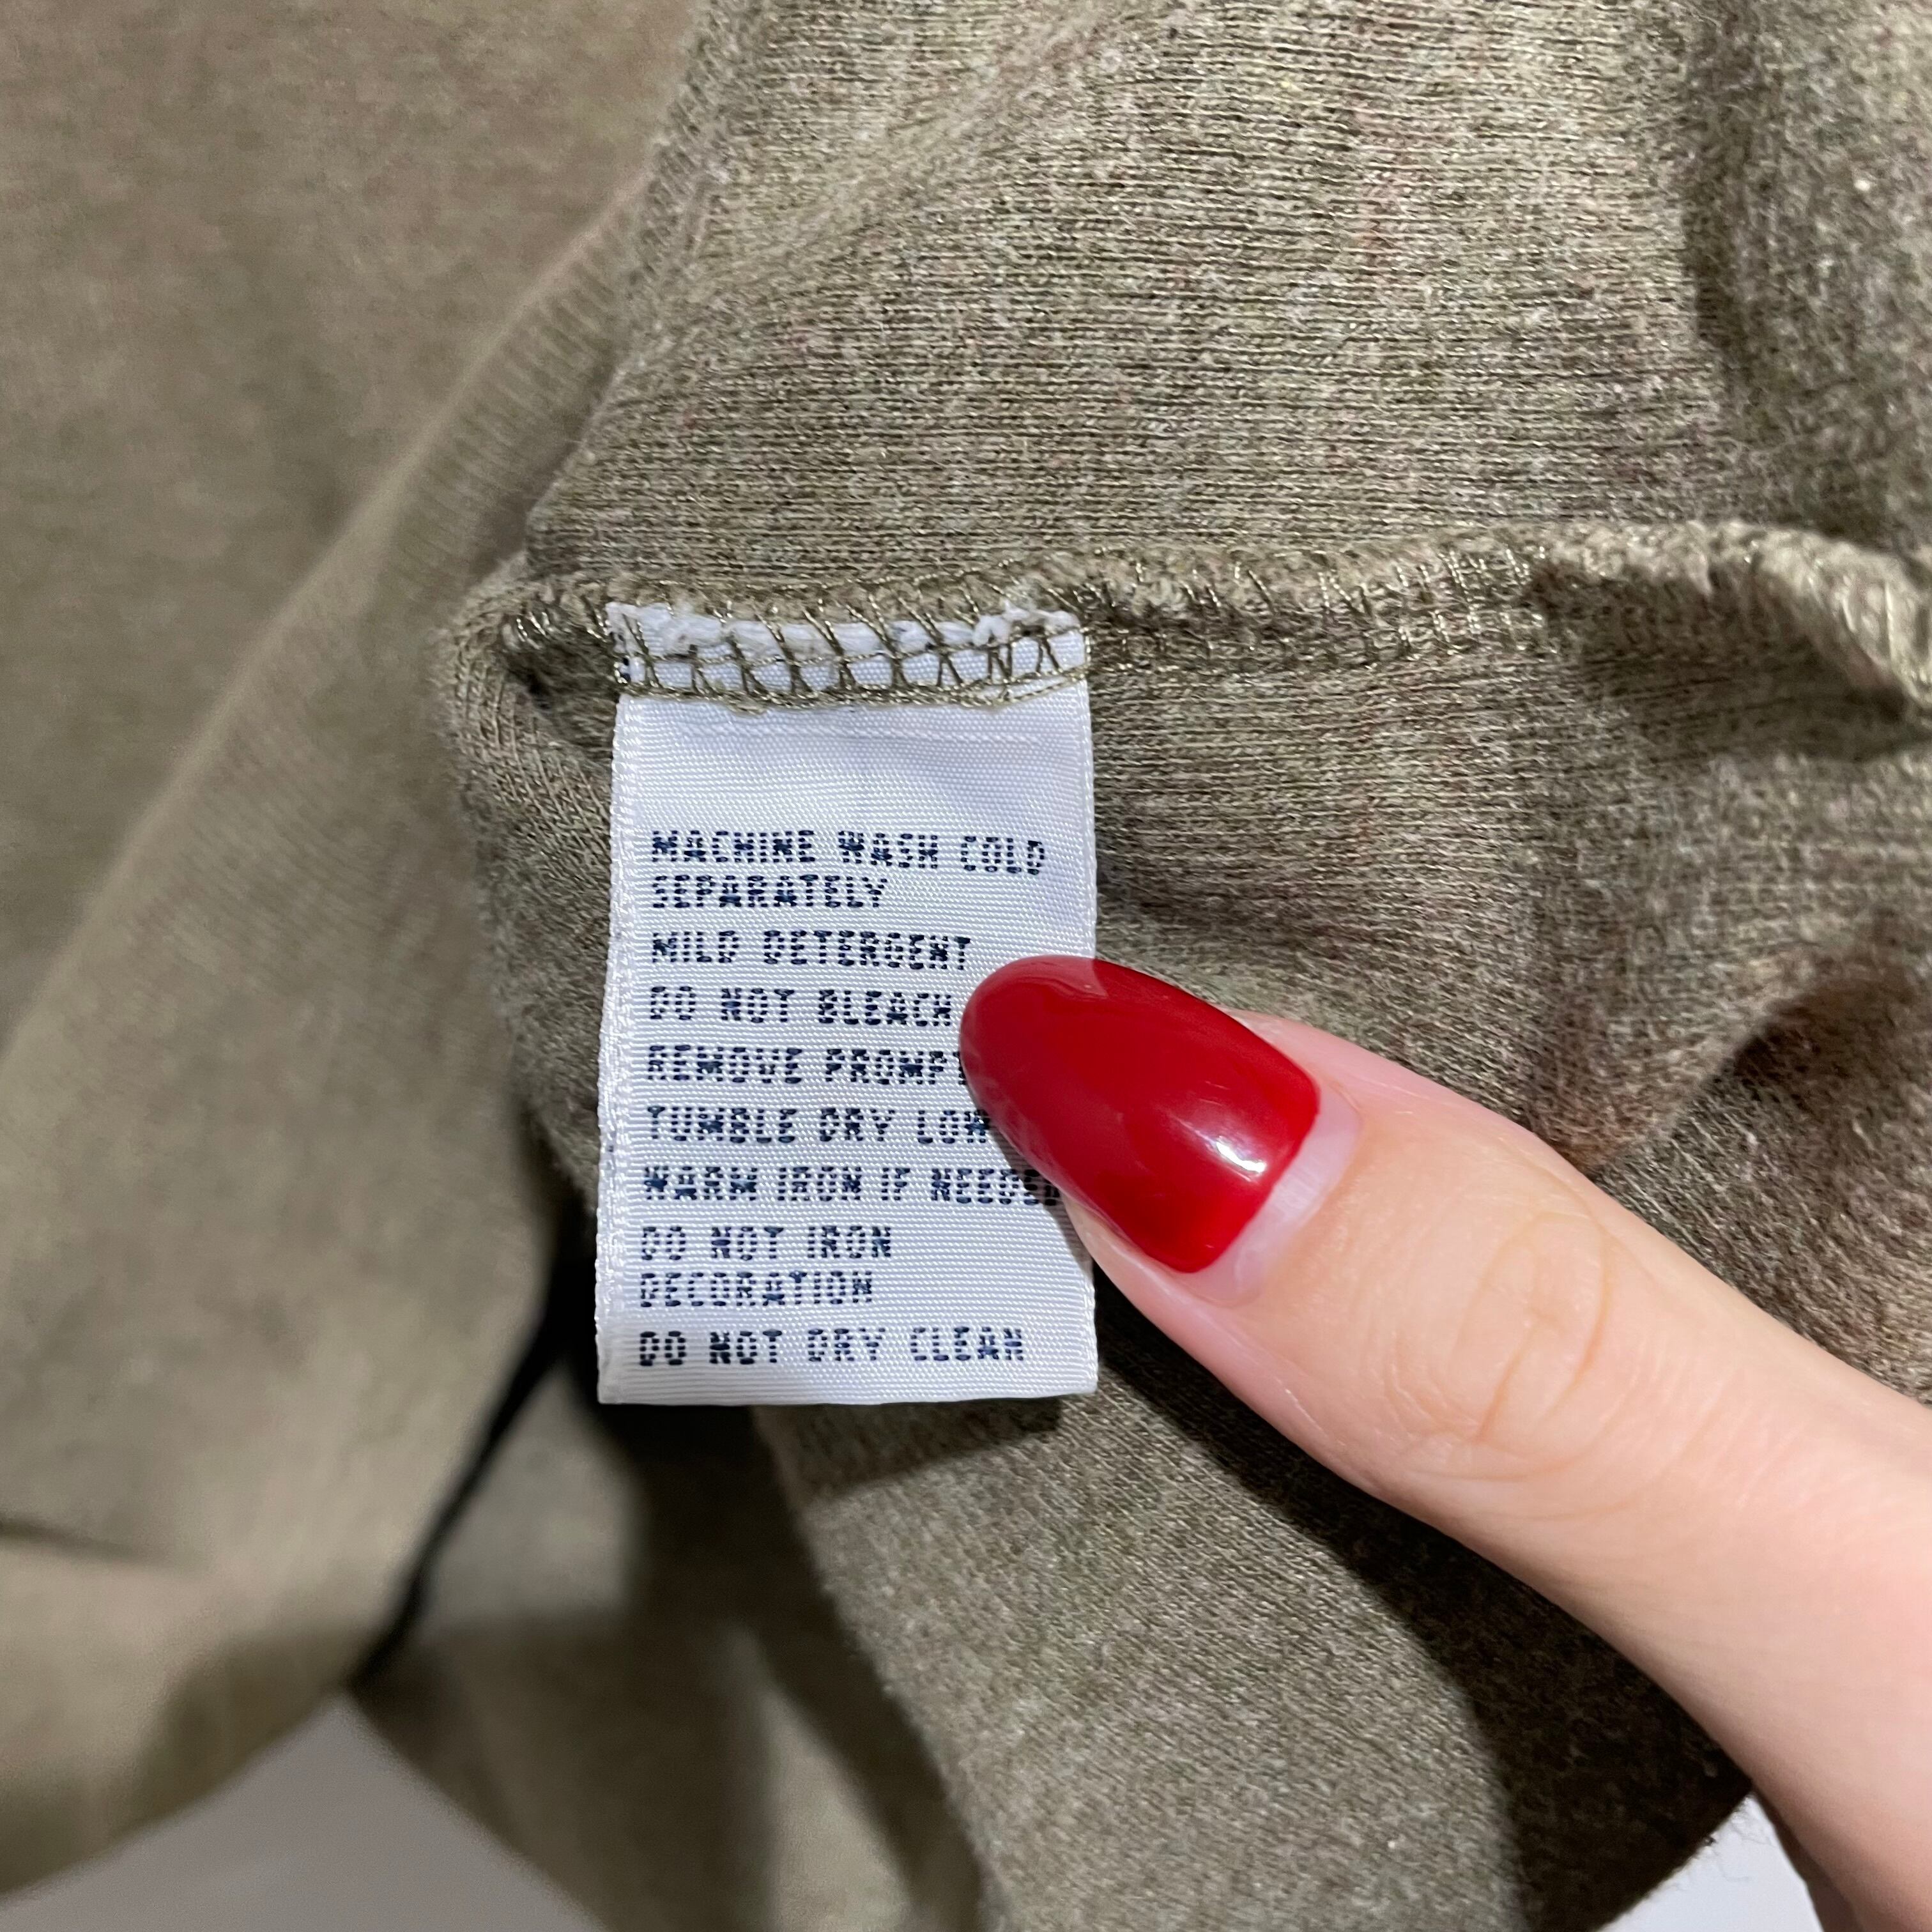 MACHINE WASH COLD
SEPARATELY
MILD DETERGENT
DO NOT BLEACH
REMOVE
TUMBLE DRY LOW
WARM IRON IF NEEDED
DO NOT IRON
DECORATION
DO NOT DRY CLEAN